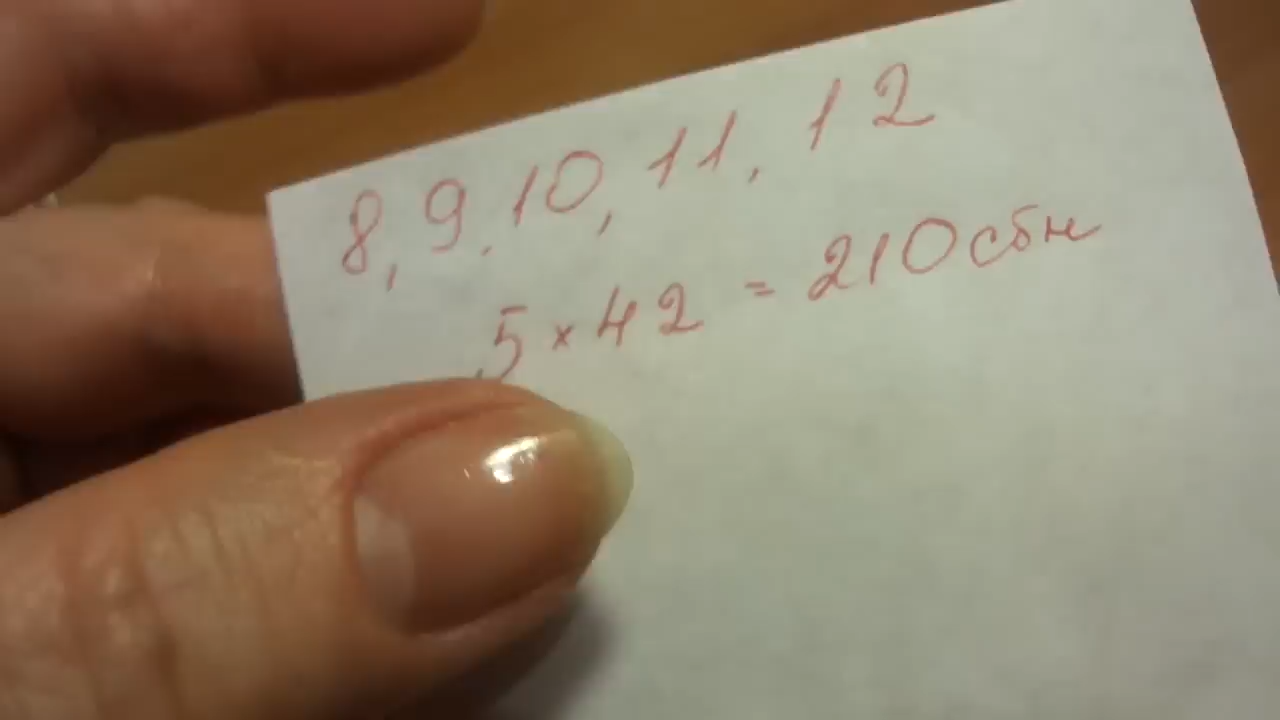 8, 9, 10, 11, 12
5 × 42 = 210 сбн